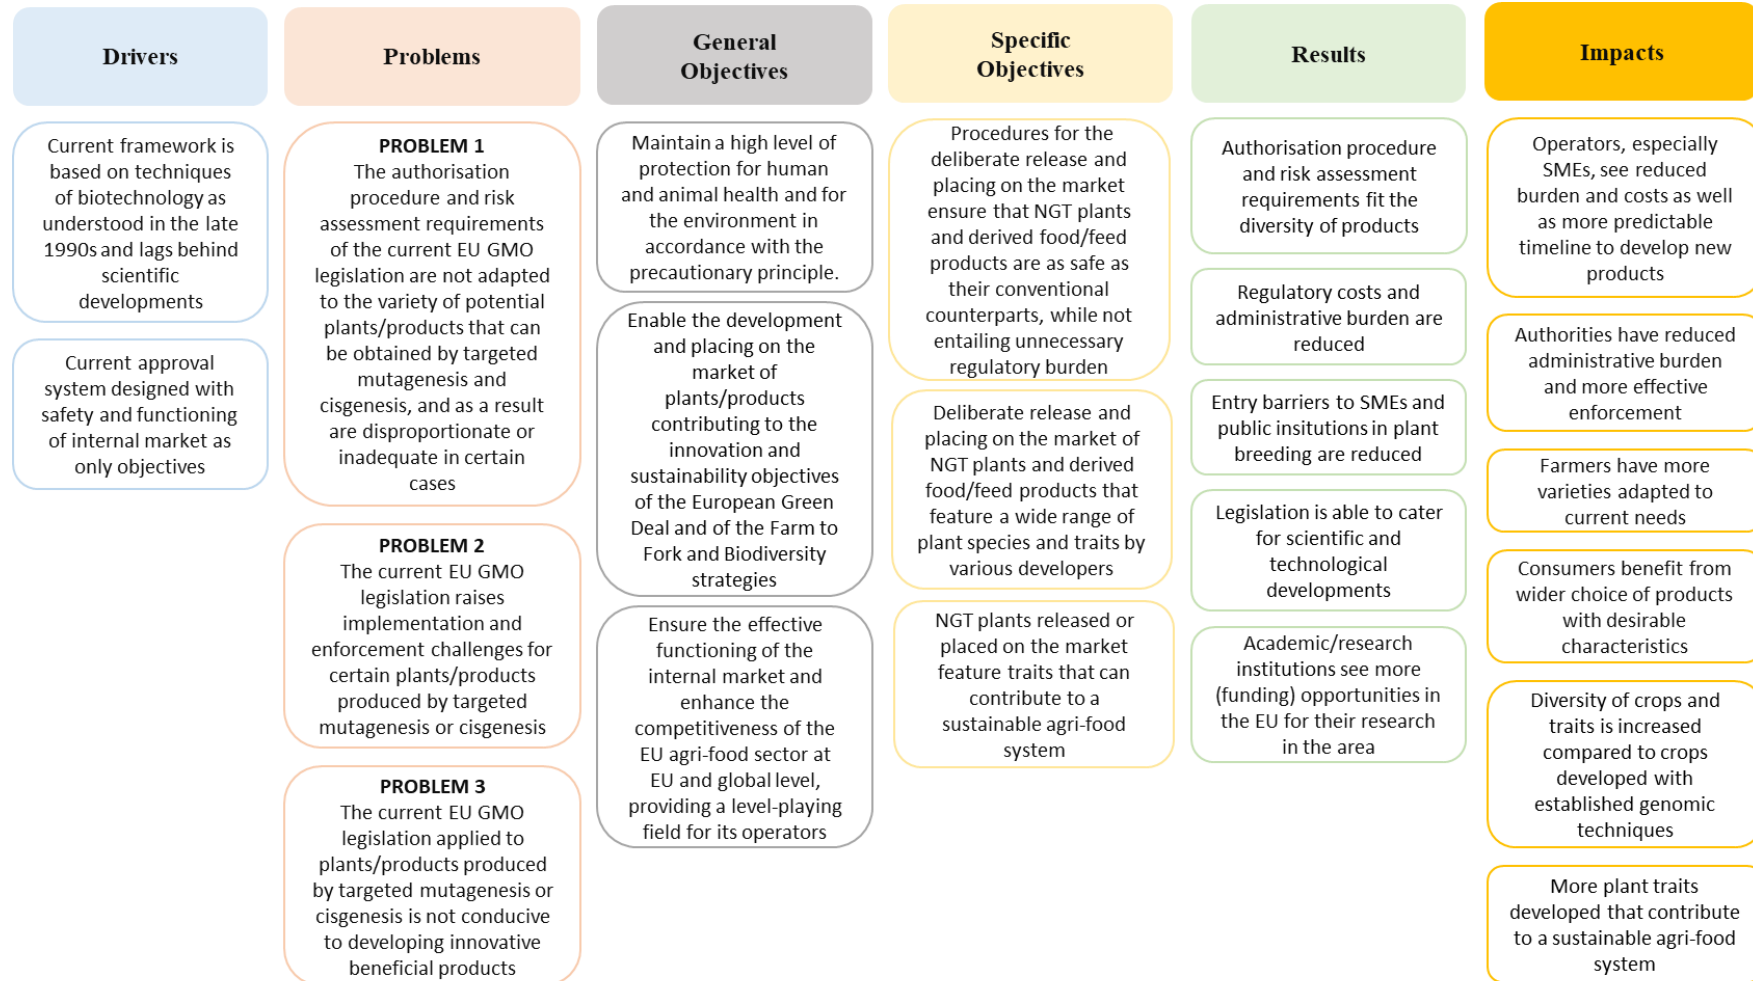 Drivers
Current framework is
based on techniques
of biotechnology as
understood in the late
1990s and lags behind
scientific
developments
Current approval
system designed with
safety and functioning
of internal market as
only objectives
Problems
PROBLEM 1
The authorisation
procedure and risk
assessment requirements
of the current EU GMO
legislation are not adapted
to the variety of potential
plants/products that can
be obtained by targeted
mutagenesis and
cisgenesis, and as a result
are disproportionate or
inadequate in certain
cases
PROBLEM 2
The current EU GMO
legislation raises
implementation and
enforcement challenges for
certain plants/products
produced by targeted
mutagenesis or cisgenesis
PROBLEM 3
The current EU GMO
legislation applied to
plants/products produced
by targeted mutagenesis or
cisgenesis is not conducive
to developing innovative
beneficial products
General
Objectives
Maintain a high level of
protection for human
and animal health and for
the environment in
accordance with the
precautionary principle.
Enable the development
and placing on the
market of
plants/products
contributing to the
innovation and
sustainability objectives
of the European Green
Deal and of the Farm to
Fork and Biodiversity
strategies
Ensure the effective
functioning of the
internal market and
enhance the
competitiveness of the
EU agri-food sector at
EU and global level,
providing a level-playing
field for its operators
Specific
Objectives
Procedures for the
deliberate release and
placing on the market
ensure that NGT plants
and derived food/feed
products are as safe as
their conventional
counterparts, while not
entailing unnecessary
regulatory burden
Deliberate release and
placing on the market of
NGT plants and derived
food/feed products that
feature a wide range of
plant species and traits by
various developers
NGT plants released or
placed on the market
feature traits that can
contribute to a
sustainable agri-food
system
Results
Authorisation procedure
and risk assessment
requirements fit the
diversity of products
Regulatory costs and
administrative burden are
reduced
Entry barriers to SMEs and
public insitutions in plant
breeding are reduced
Legislation is able to cater
for scientific and
technological
developments
Academic/research
institutions see more
(funding) opportunities in
the EU for their research
in the area
Impacts
Operators, especially
SMEs, see reduced
burden and costs as well
as more predictable
timeline to develop new
products
Authorities have reduced
administrative burden
and more effective
enforcement
Farmers have more
varieties adapted to
current needs
Consumers benefit from
wider choice of products
with desirable
characteristics
Diversity of crops and
traits is increased
compared to crops
developed with
established genomic
techniques
More plant traits
developed that contribute
to a sustainable agri-food
system